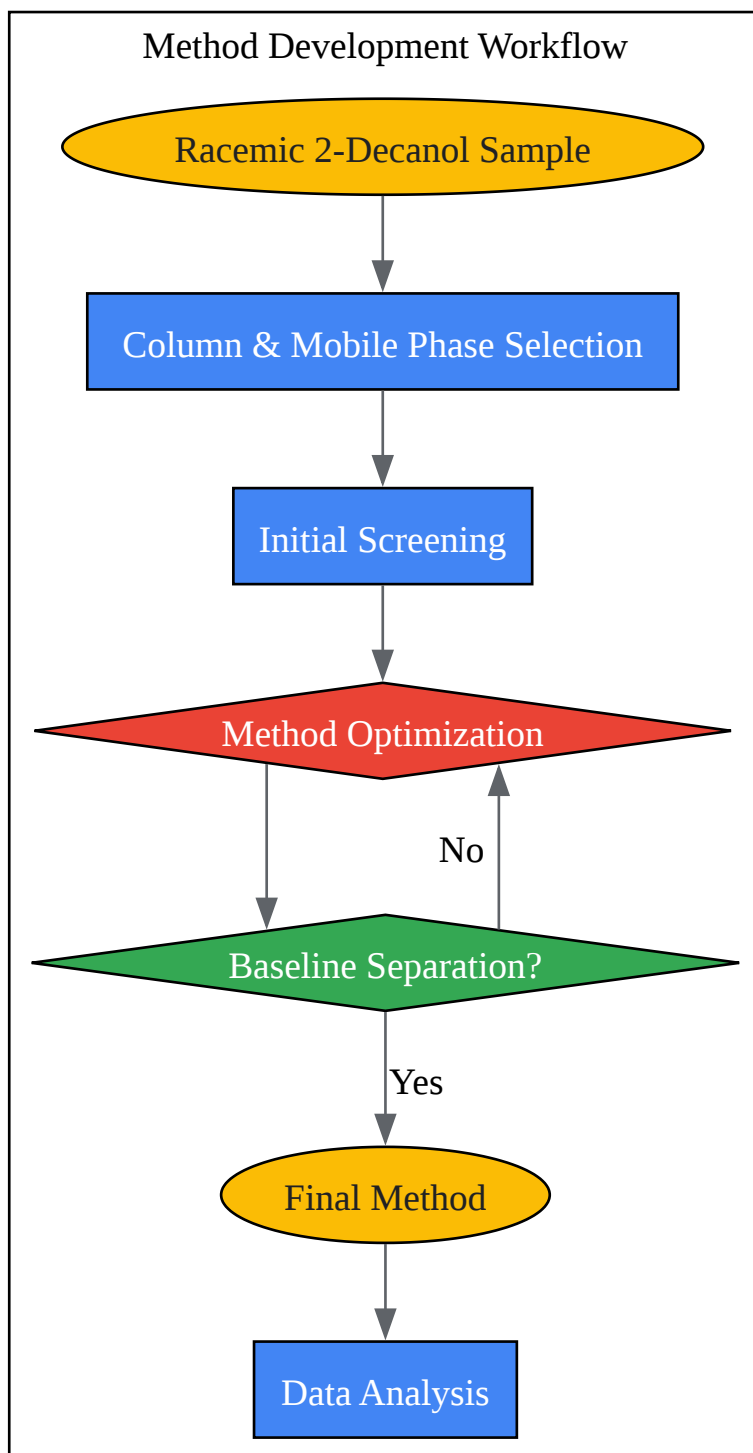 Method Development Workflow
Racemic 2-Decanol Sample
Column & Mobile Phase Selection
Initial Screening
Method Optimization
No
Baseline Separation?
Yes
Final Method
Data Analysis